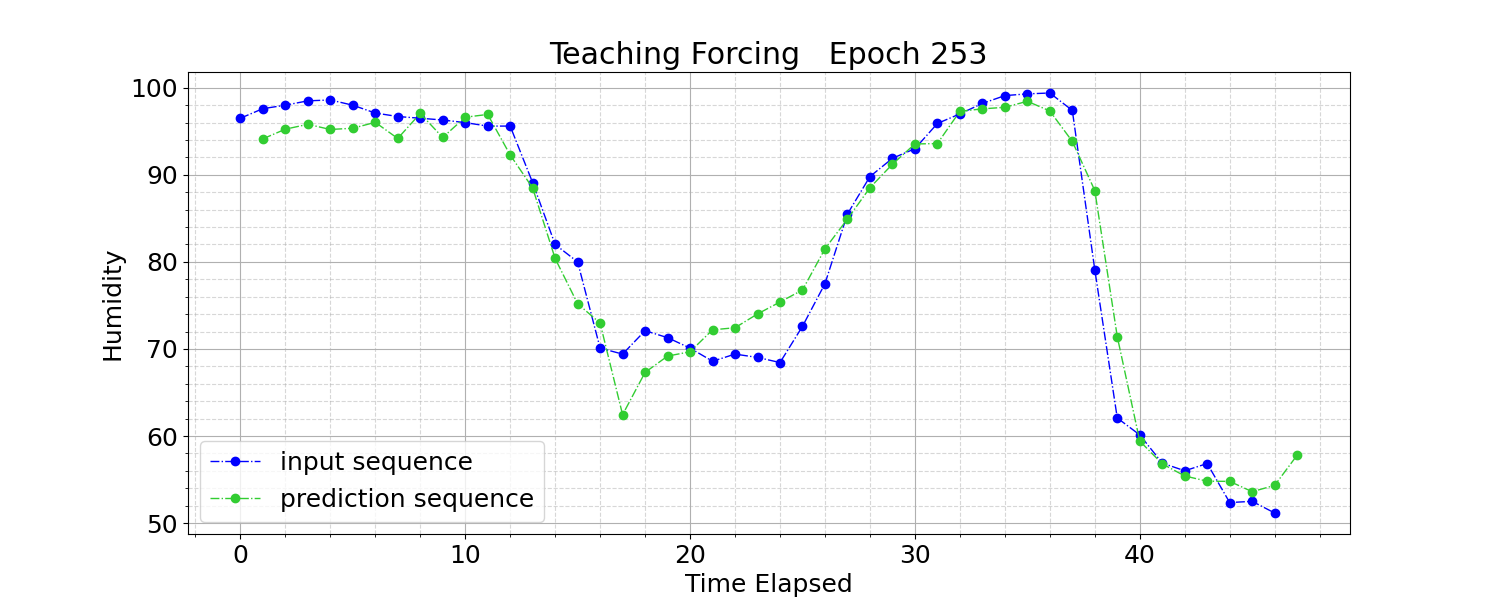 Teaching Forcing   Epoch 253
100
90
80
70
60
50
Humidity
input sequence
prediction sequence
0 10 20 30 40
Time Elapsed